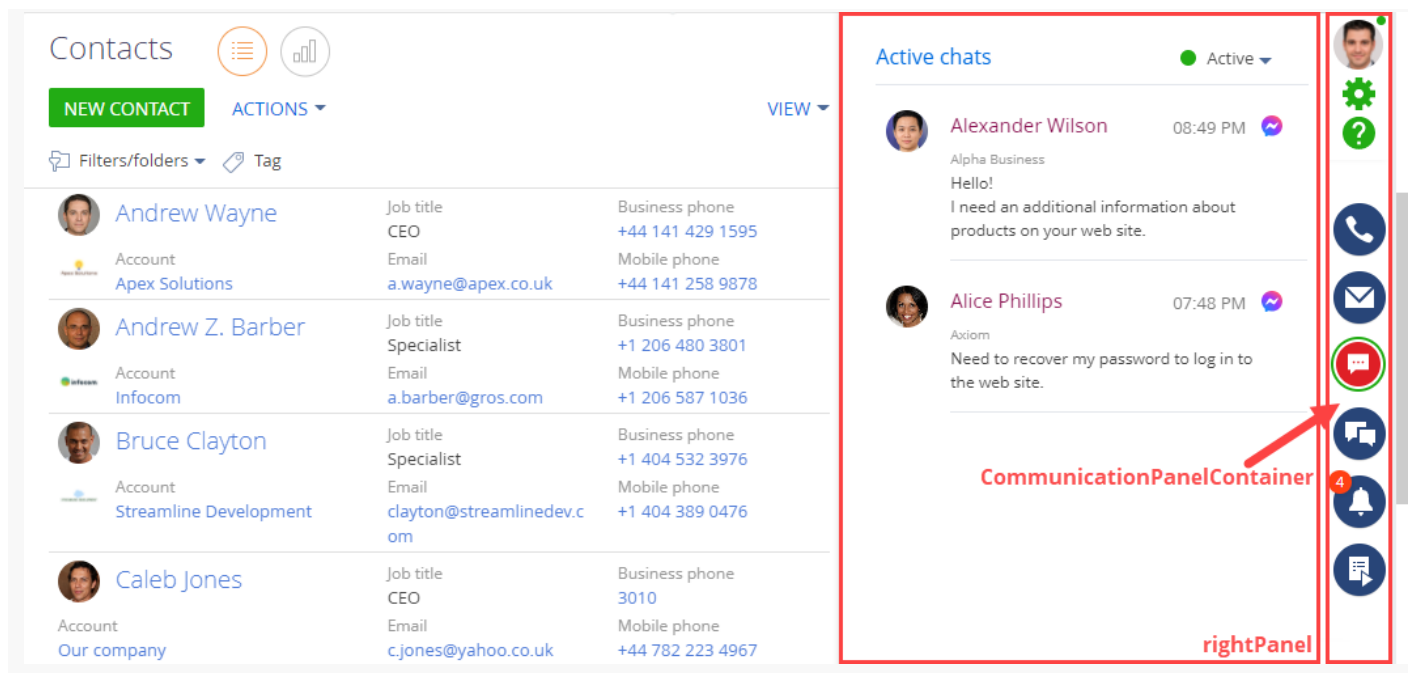 Contacts
NEW CONTACT
ACTIONS
VIEW
Filters/folders
Tag
Andrew Wayne
Job title
CEO
Business phone
+44 141 429 1595
Account
Apex Solutions
Email
a.wayne@apex.co.uk
Mobile phone
+44 141 258 9878
Andrew Z. Barber
Job title
Specialist
Business phone
+1 206 480 3801
infocom
Account
Infocom
Email
a.barber@gros.com
Mobile phone
+1 206 587 1036
Bruce Clayton
Job title
Specialist
Business phone
+1 404 532 3976
Account
Streamline Development
Email
clayton@streamlinedev.c
om
Mobile phone
+1 404 389 0476
Caleb Jones
Job title
CEO
Business phone
3010
Account
Our company
Email
c.jones@yahoo.co.uk
Mobile phone
+44 782 223 4967
Active chats
Active
Alexander Wilson
08:49 PM
Alpha Business
Hello!
I need an additional information about
products on your web site.
Alice Phillips
07:48 PM
Axiom
Need to recover my password to log in to
the web site.
CommunicationPanelContainer
rightPanel
?
4